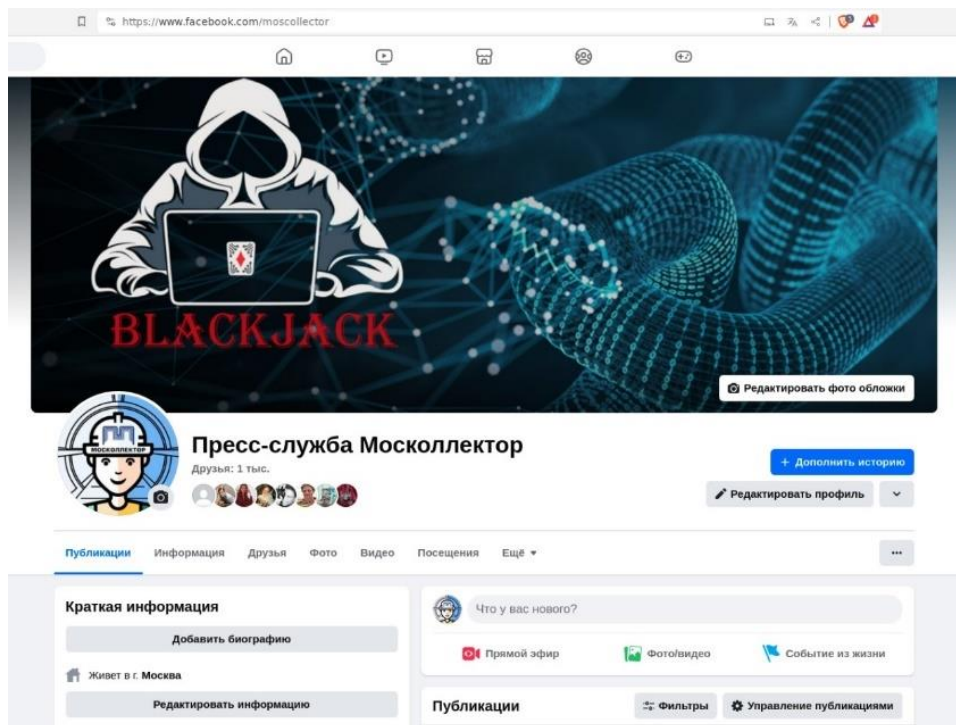 https://www.facebook.com/moscollector
BLACKJACK
Редактировать фото обложки
МОСКОЛЛЕКТОР
Пресс-служба Москоллектор
Друзья: 1 тыс.
+ Дополнить историю
Редактировать профиль
Публикации Информация Друзья Фото Видео Посещения Ещё
Краткая информация
Добавить биографию
Живет в г. Москва
Редактировать информацию
Что у вас нового?
Прямой эфир Фото/видео Событие из жизни
Публикации Фильтры Управление публикациями